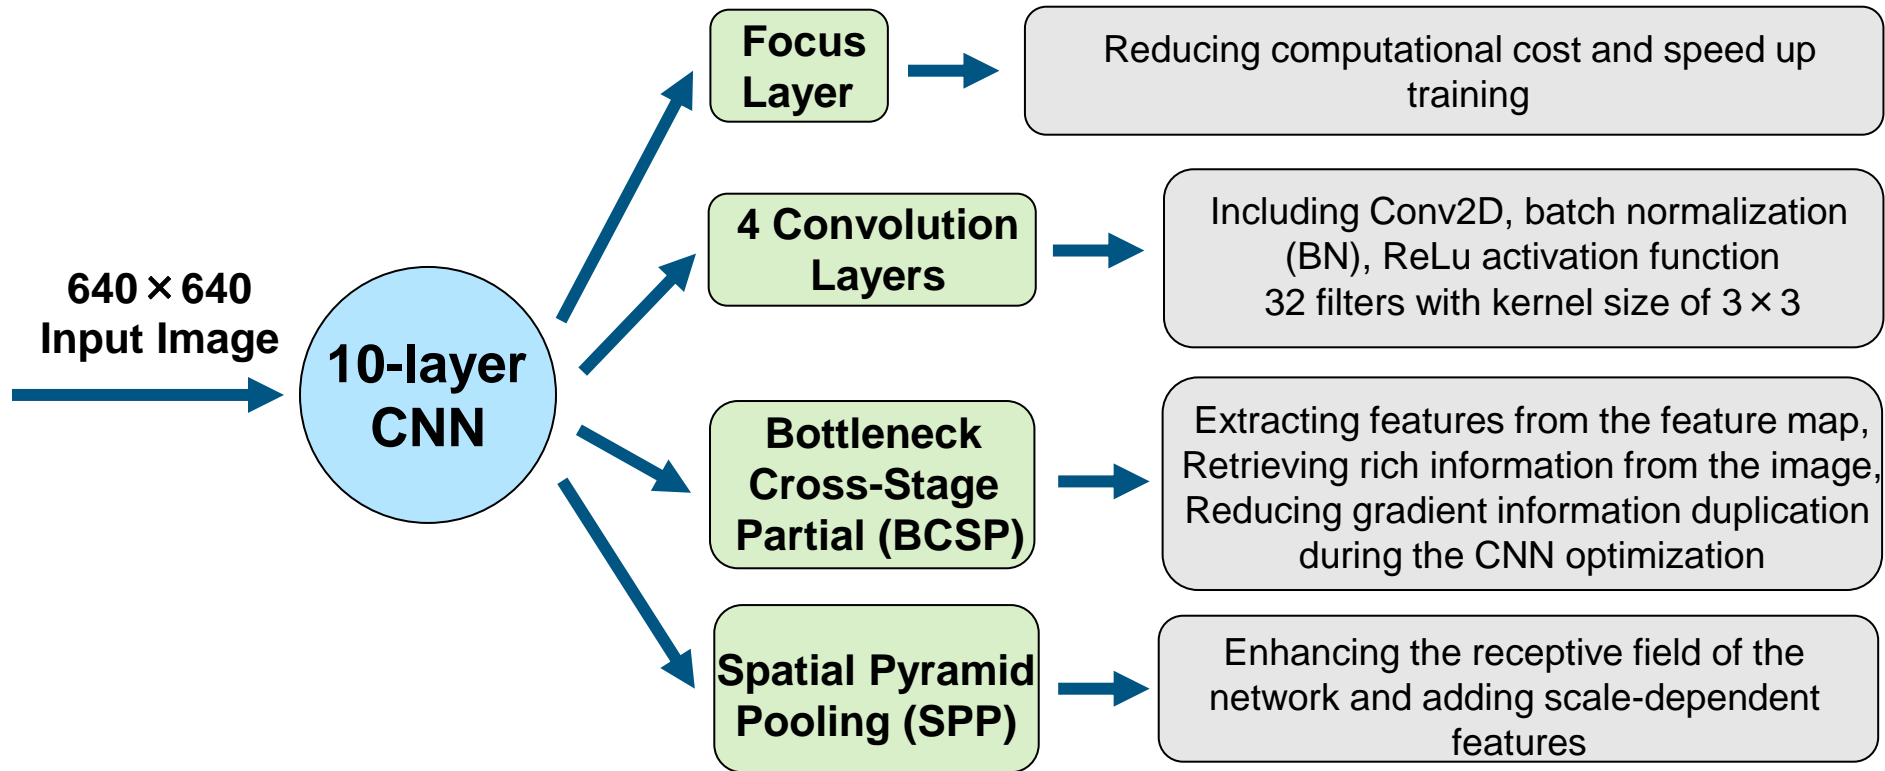 640×640
Input Image
10-layer
CNN
Focus
Layer
Reducing computational cost and speed up
training
4 Convolution
Layers
Including Conv2D, batch normalization
(BN), ReLu activation function
32 filters with kernel size of 3×3
Bottleneck
Cross-Stage
Partial (BCSP)
Extracting features from the feature map,
Retrieving rich information from the image,
Reducing gradient information duplication
during the CNN optimization
Spatial Pyramid
Pooling (SPP)
Enhancing the receptive field of the
network and adding scale-dependent
features